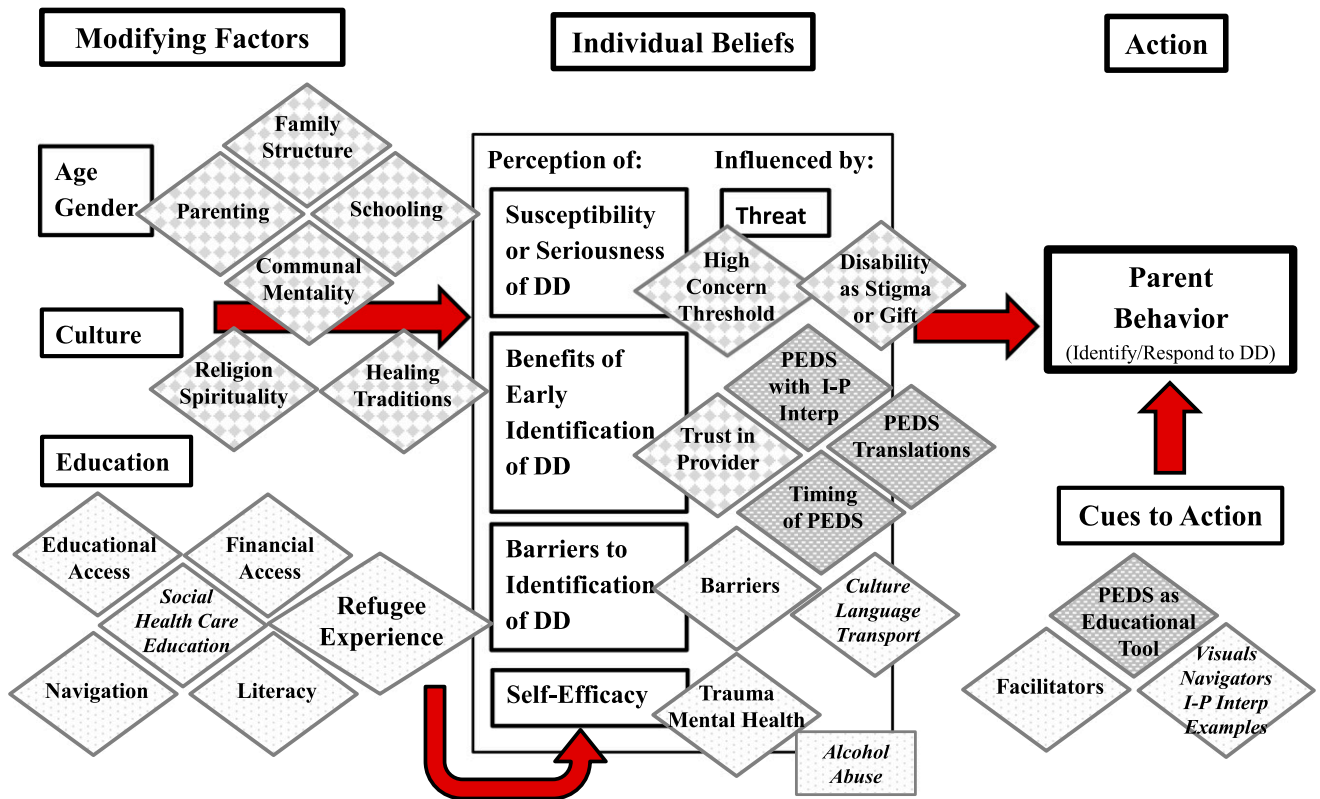 Modifying Factors
Individual Beliefs
Action
Age
Gender
Family
Structure
Parenting
Schooling
Communal
Mentality
Culture
Religion
Spirituality
Healing
Traditions
Education
Educational
Access
Financial
Access
Social
Health Care
Education
Refugee
Experience
Navigation
Literacy
Perception of:
Influenced by:
Susceptibility
or Seriousness
of DD
Threat
High
Concern
Threshold
Disability
as Stigma
or Gift
Benefits of
Early
Identification
of DD
PEDS
with I-P
Interp
Trust in
Provider
PEDS
Translations
Timing
of PEDS
Barriers to
Identification
of DD
Barriers
Culture
Language
Transport
Self-Efficacy
Trauma
Mental Health
Alcohol
Abuse
Parent
Behavior
(Identify/Respond to DD)
Cues to Action
PEDS as
Educational
Tool
Facilitators
Visuals
Navigators
I-P Interp
Examples